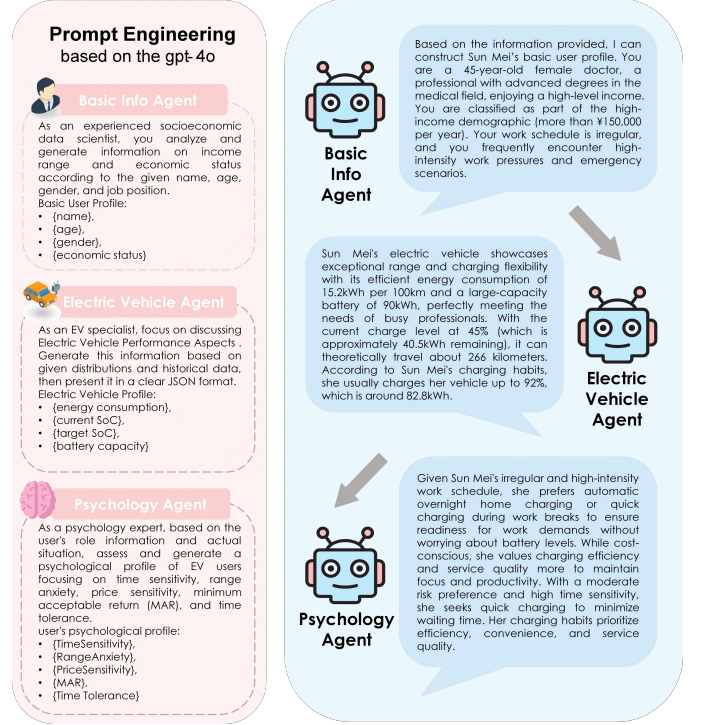 Prompt Engineering
based on the gpt-4o
Basic Info Agent
As an experienced socioeconomic
data scientist, you analyze and
generate information on income
range and economic status
according to the given name, age,
gender, and job position.
Basic User Profile:
• {name},
• {age},
• {gender},
• {economic status}
Electric Vehicle Agent
As an EV specialist, focus on discussing
Electric Vehicle Performance Aspects .
Generate this information based on
given distributions and historical data,
then present it in a clear JSON format.
Electric Vehicle Profile:
• {energy consumption},
• {current SoC},
• {target SoC},
• {battery capacity}
Psychology Agent
As a psychology expert, based on the
user's role information and actual
situation, assess and generate a
psychological profile of EV users
focusing on time sensitivity, range
anxiety, price sensitivity, minimum
acceptable return (MAR), and time
tolerance.
user's psychological profile:
• {TimeSensitivity},
• {RangeAnxiety},
• {PriceSensitivity},
• {MAR},
• {Time Tolerance}
Basic
Info
Agent
Based on the information provided, I can
construct Sun Mei's basic user profile. You
are a 45-year-old female doctor, a
professional with advanced degrees in the
medical field, enjoying a high-level income.
You are classified as part of the high-
income demographic (more than ¥150,000
per year). Your work schedule is irregular,
and you frequently encounter high-
intensity work pressures and emergency
scenarios.
Sun Mei's electric vehicle showcases
exceptional range and charging flexibility
with its efficient energy consumption of
15.2kWh per 100km and a large-capacity
battery of 90kWh, perfectly meeting the
needs of busy professionals. With the
current charge level at 45% (which is
approximately 40.5kWh remaining), it can
theoretically travel about 266 kilometers.
According to Sun Mei's charging habits,
she usually charges her vehicle up to 92%,
which is around 82.8kWh.
Electric
Vehicle
Agent
Psychology
Agent
Given Sun Mei's irregular and high-intensity
work schedule, she prefers automatic
overnight home charging or quick
charging during work breaks to ensure
readiness for work demands without
worrying about battery levels. While cost-
conscious, she values charging efficiency
and service quality more to maintain
focus and productivity. With a moderate
risk preference and high time sensitivity,
she seeks quick charging to minimize
waiting time. Her charging habits prioritize
efficiency, convenience, and service
quality.